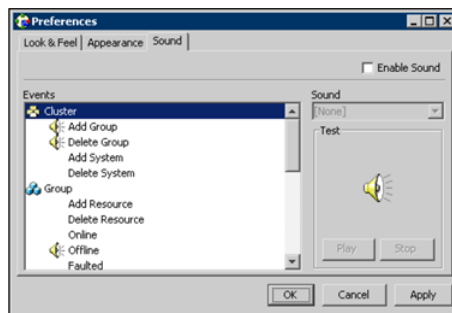 Preferences
Look & Feel Appearance Sound
Enable Sound
Events
Sound
Cluster
[None]
Add Group
Test
Delete Group
Add System
Delete System
Group
Add Resource
Delete Resource
Online
Play Stop
Offline
Faulted
OK Cancel Apply